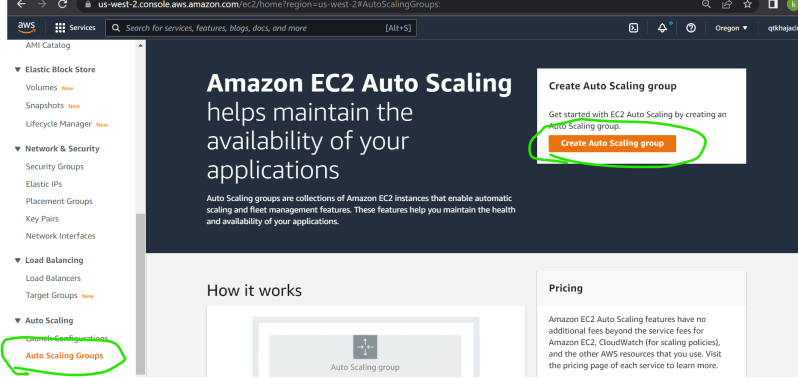 us-west-2.console.aws.amazon.com/ec2/home?region=us-west-2#AutoScalingGroups:
aws
Services
Search for services, features, blogs, docs, and more
[Alt+S]
Oregon
qtkhajacl
k
AMI Catalog
Elastic Block Store
Volumes New
Snapshots New
Lifecycle Manager New
Network & Security
Security Groups
Elastic IPs
Placement Groups
Key Pairs
Network Interfaces
Load Balancing
Load Balancers
Target Groups New
Auto Scaling
Launch Configurations
Auto Scaling Groups
Amazon EC2 Auto Scaling
helps maintain the
availability of your
applications
Auto Scaling groups are collections of Amazon EC2 instances that enable automatic
scaling and fleet management features. These features help you maintain the health
and availability of your applications.
Create Auto Scaling group
Get started with EC2 Auto Scaling by creating an
Auto Scaling group.
Create Auto Scaling group
How it works
Auto Scaling group
Pricing
Amazon EC2 Auto Scaling features have no
additional fees beyond the service fees for
Amazon EC2, CloudWatch (for scaling policies),
and the other AWS resources that you use. Visit
the pricing page of each service to learn more.